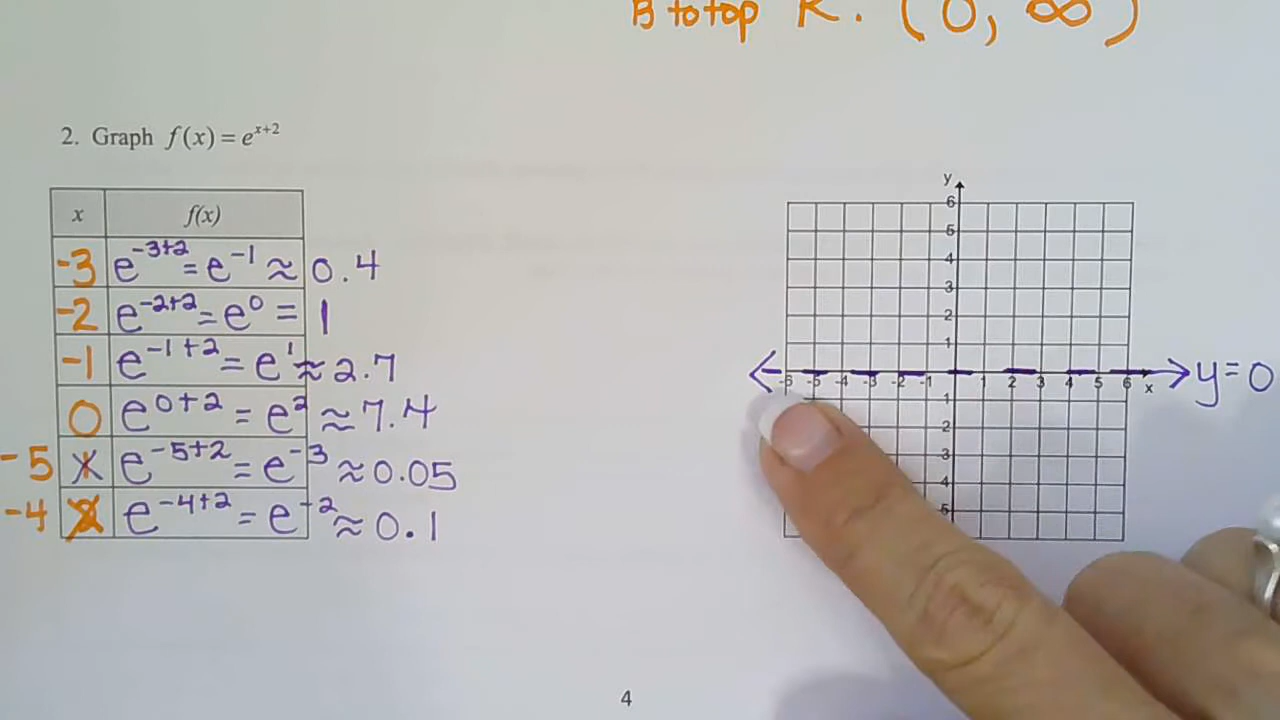 B to top R: (0, ∞)
2. Graph f(x) = e^{x+2}
x f(x)
-3 e^{-3+2} = e^{-1} ≈ 0.4
-2 e^{-2+2} = e^0 = 1
-1 e^{-1+2} = e^1 ≈ 2.7
0 e^{0+2} = e^2 ≈ 7.4
-5 e^{-5+2} = e^{-3} ≈ 0.05
-4 e^{-4+2} = e^{-2} ≈ 0.1
y
6
5
4
3
2
1
-6 -5 -4 -3 -2 -1 1 2 3 4 5 6 x y=0
1
2
3
4
5
4